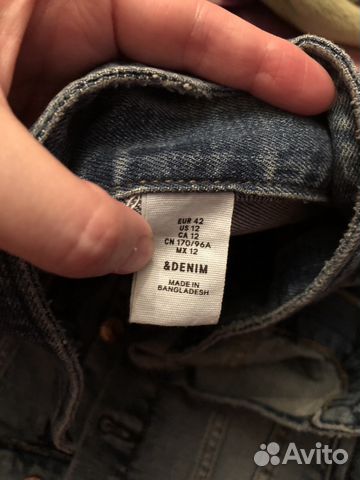 EUR 42
US 12
CA 12
CN 170/96A
MX 12
&DENIM
MADE IN
BANGLADESH
Avito